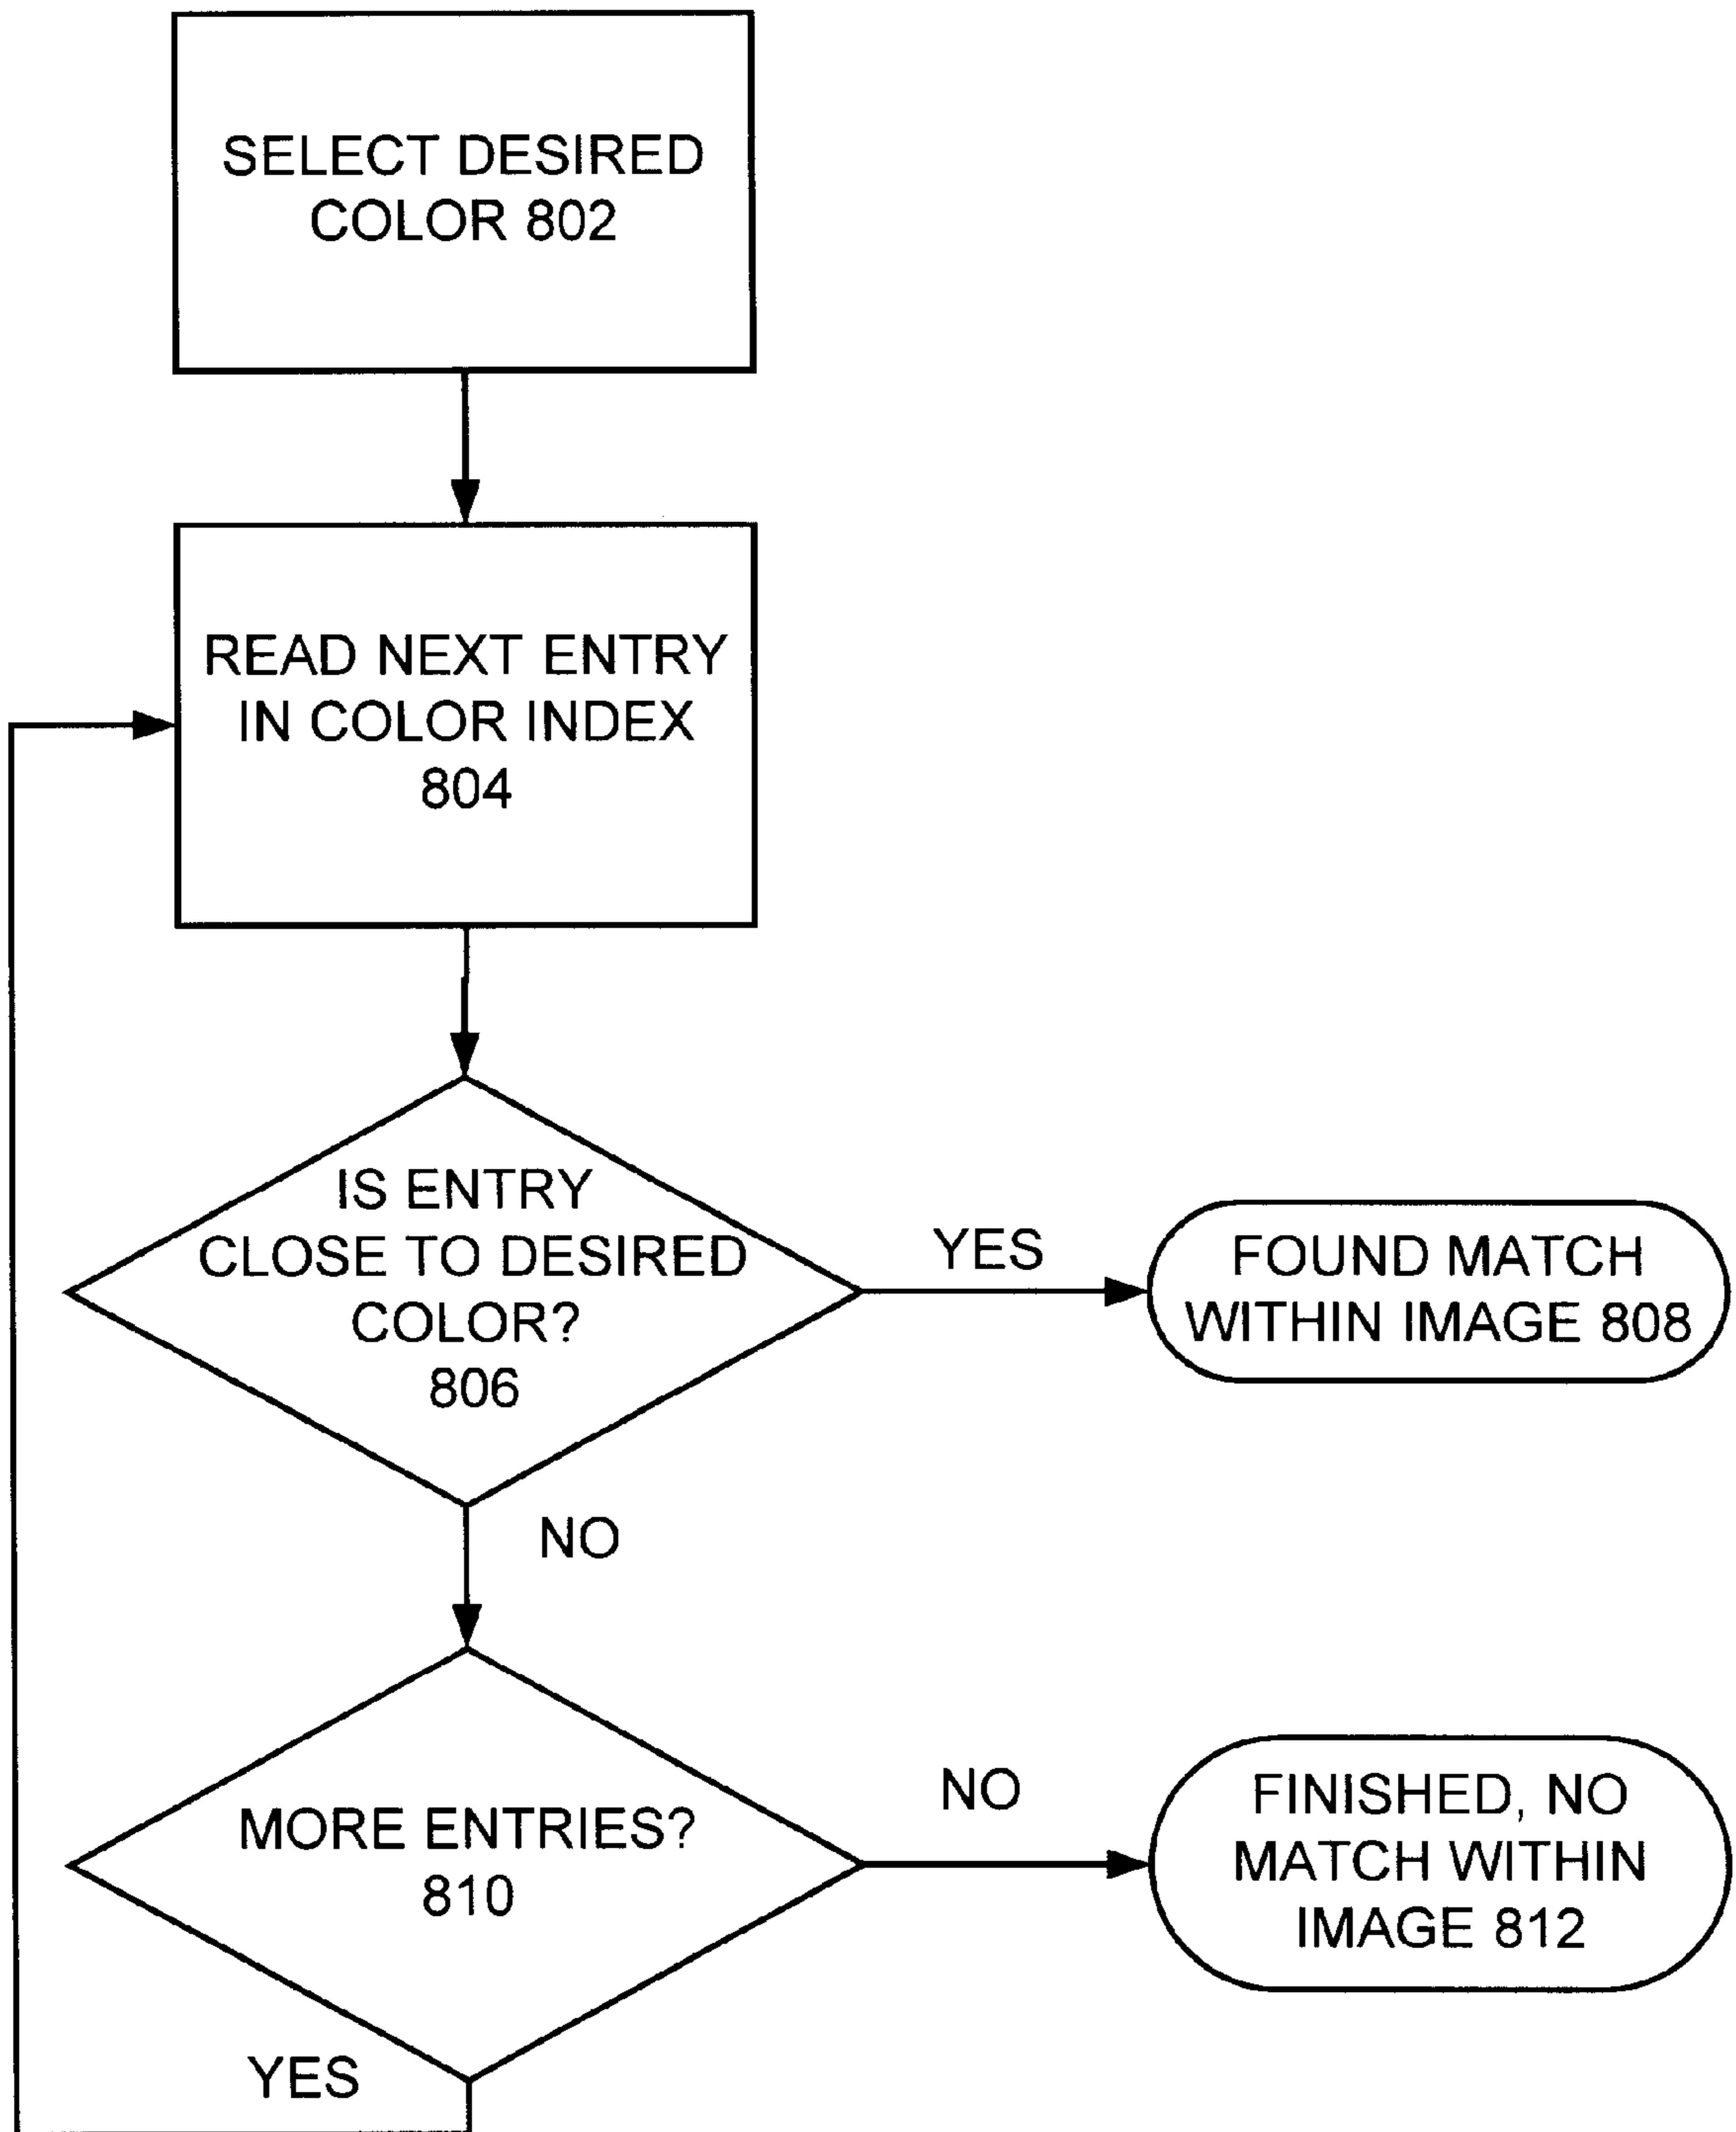 SELECT DESIRED
COLOR 802
READ NEXT ENTRY
IN COLOR INDEX
804
IS ENTRY
CLOSE TO DESIRED
COLOR?
806
YES
FOUND MATCH
WITHIN IMAGE 808
NO
MORE ENTRIES?
810
NO
FINISHED, NO
MATCH WITHIN
IMAGE 812
YES